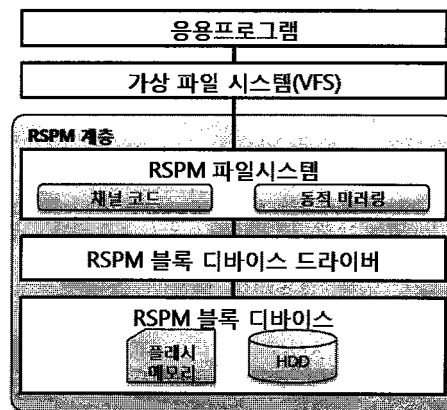 응용프로그램
가상 파일 시스템(VFS)
RSPM 계층
RSPM 파일시스템
채널 코드
동적 미러링
RSPM 블록 디바이스 드라이버
RSPM 블록 디바이스
플래시
메모리
HDD